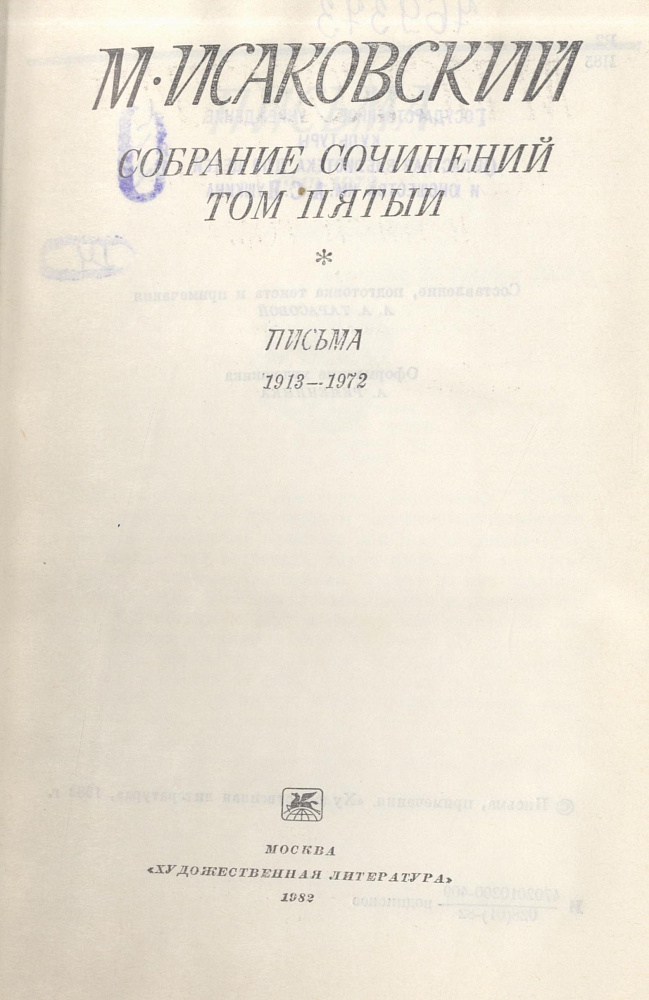 М. ИСАКОВСКИЙ
СОБРАНИЕ СОЧИНЕНИЙ
ТОМ ПЯТЫЙ
*
ПИСЬМА
1913—1972
МОСКВА
«ХУДОЖЕСТВЕННАЯ ЛИТЕРАТУРА»
1982